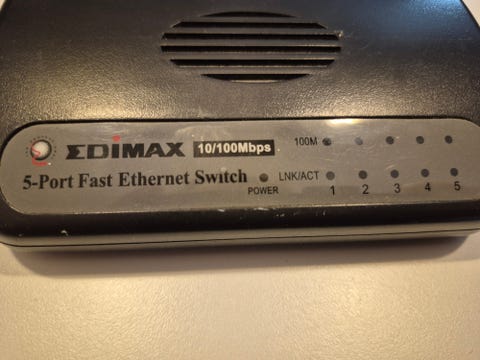 EDIMAX 10/100Mbps 100M
5-Port Fast Ethernet Switch POWER LNK/ACT
1 2 3 4 5